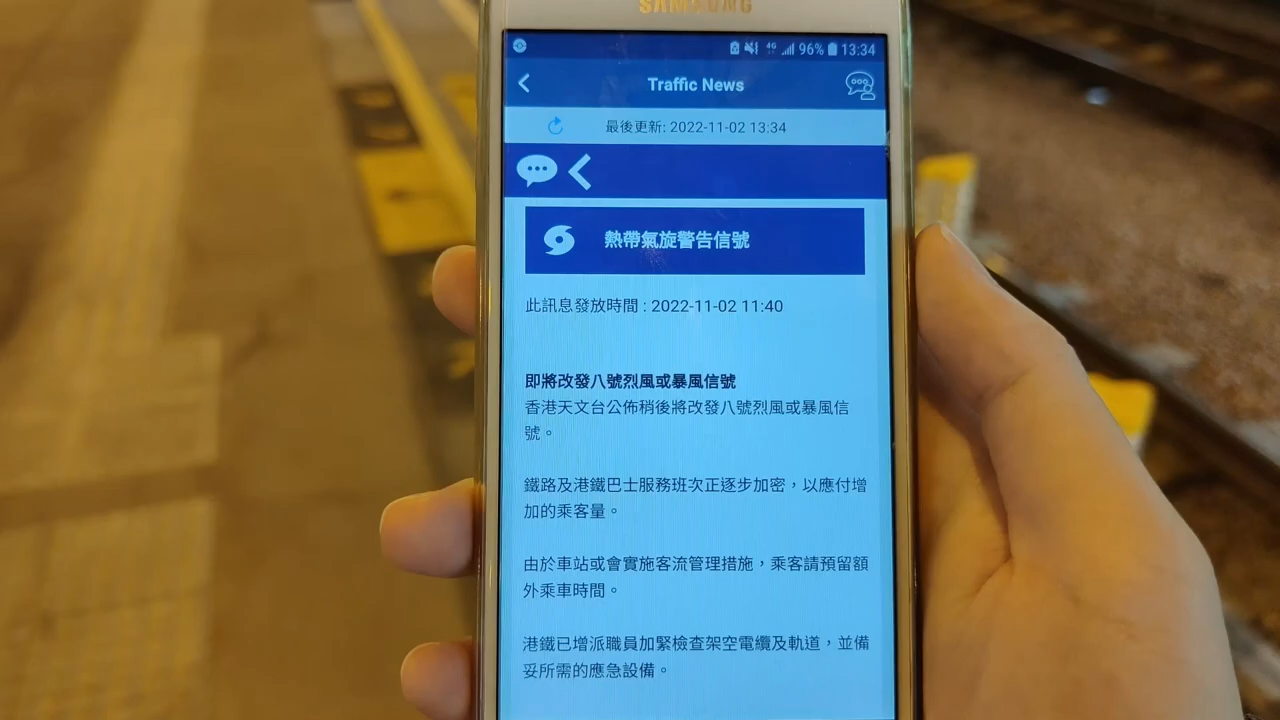 SAMSUNG
4G 96% 13:34
Traffic News
最後更新: 2022-11-02 13:34
熱帶氣旋警告信號
此訊息發放時間 : 2022-11-02 11:40
即將改發八號烈風或暴風信號
香港天文台公佈稍後將改發八號烈風或暴風信
號。
鐵路及港鐵巴士服務班次正逐步加密，以應付增
加的乘客量。
由於車站或會實施客流管理措施，乘客請預留額
外乘車時間。
港鐵已增派職員加緊檢查架空電纜及軌道，並備
妥所需的應急設備。